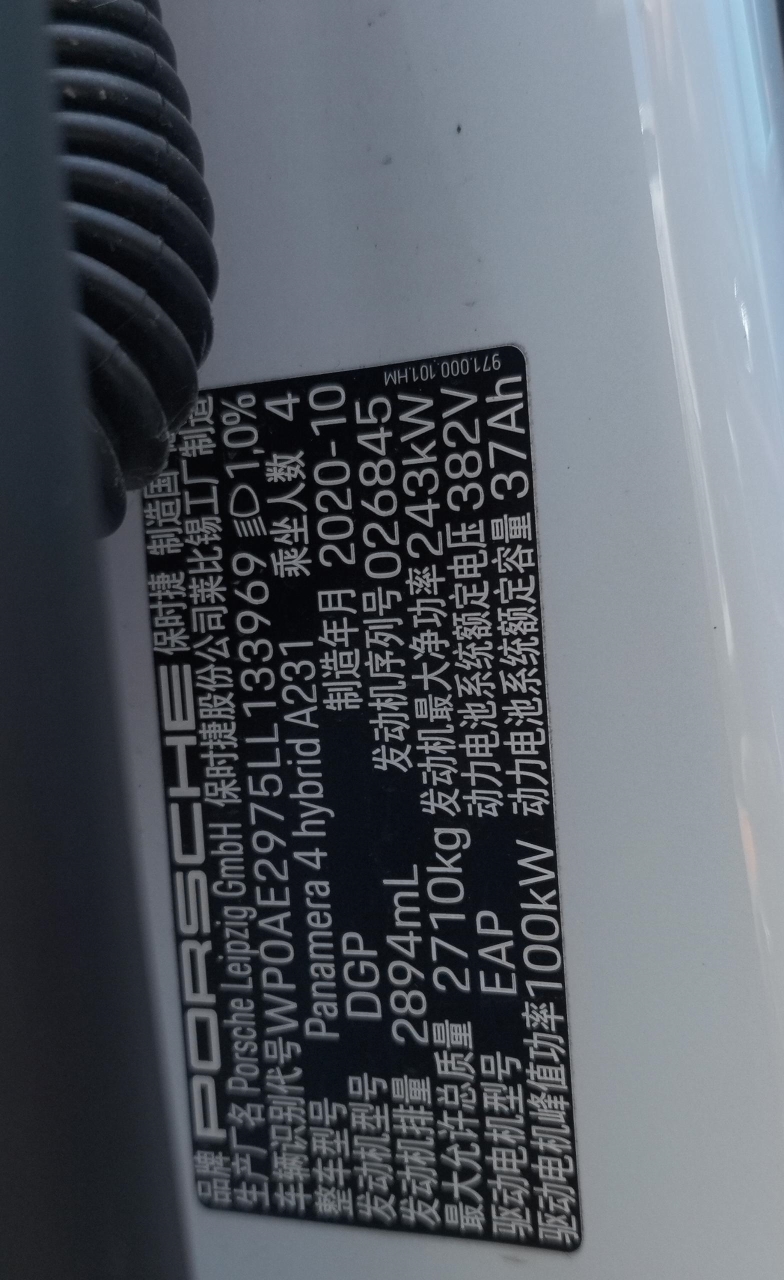 品牌 PORSCHE 保时捷 制造国
生产厂名 Porsche Leipzig GmbH 保时捷股份公司莱比锡工厂制造
车辆识别代号 WP0AE2975LL133969 1,0%
整车型号 Panamera 4 hybrid A231 乘坐人数 4
发动机型号 DGP 制造年月 2020-10
发动机排量 2894mL 发动机序列号 026845
最大允许总质量 2710kg 发动机最大净功率 243kW
驱动电机型号 EAP 动力电池系统额定电压 382V
驱动电机峰值功率 100kW 动力电池系统额定容量 37Ah
971.000.101.HM